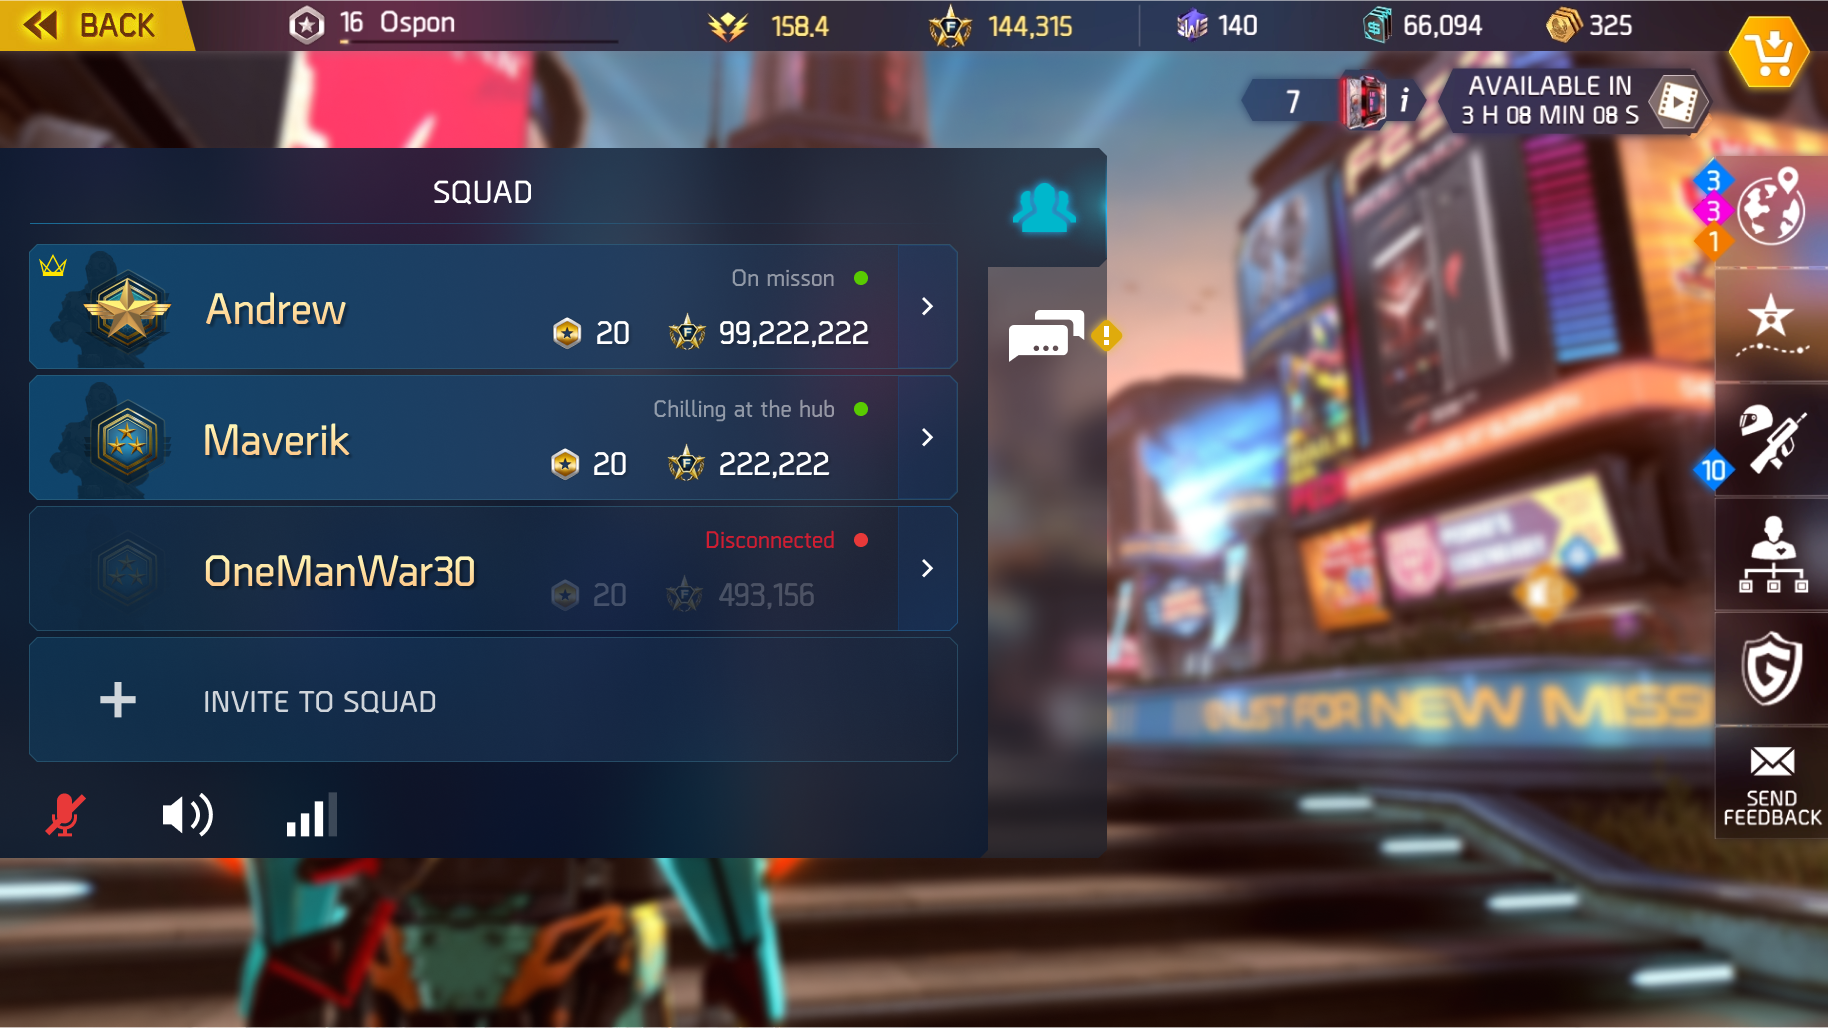 BACK
16 Ospon
158.4
144,315
140
66,094
325
7
i
AVAILABLE IN
3 H 08 MIN 08 S
SQUAD
Andrew
On misson
20
99,222,222
Maverik
Chilling at the hub
20
222,222
OneManWar30
Disconnected
20
493,156
INVITE TO SQUAD
3
3
1
10
NEW MISS
SEND
FEEDBACK